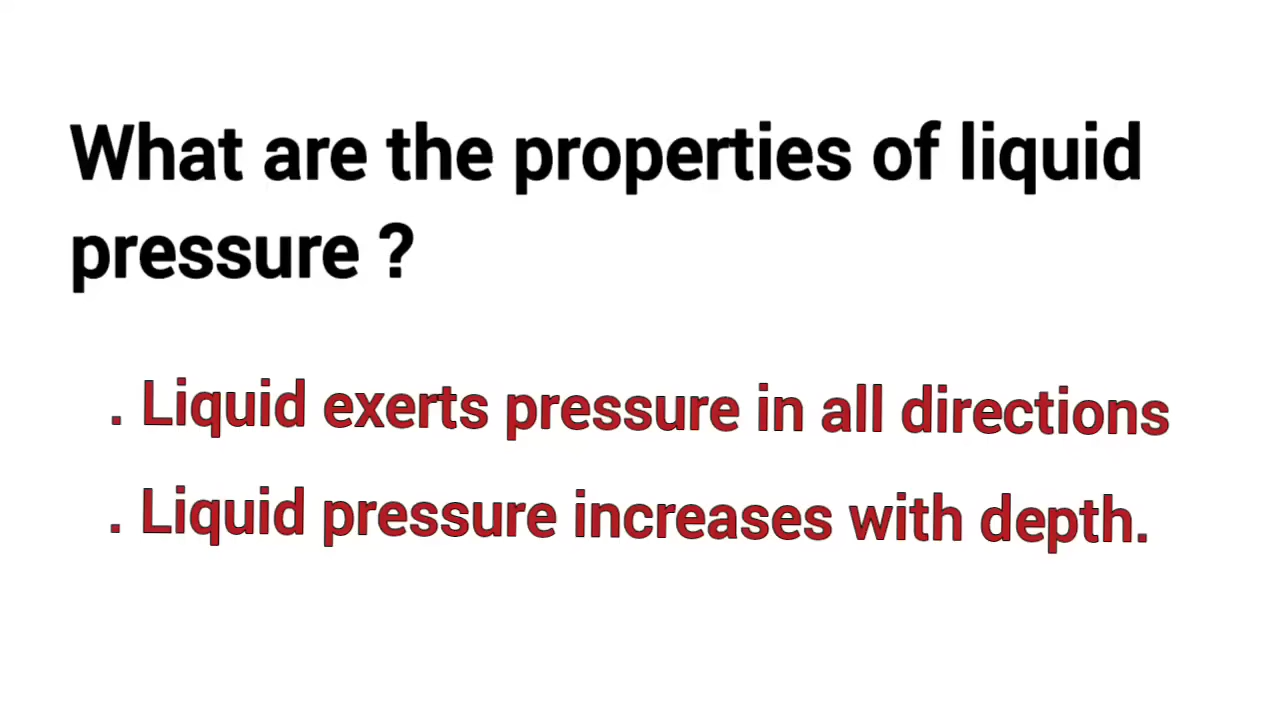 What are the properties of liquid
pressure ?
. Liquid exerts pressure in all directions
. Liquid pressure increases with depth.